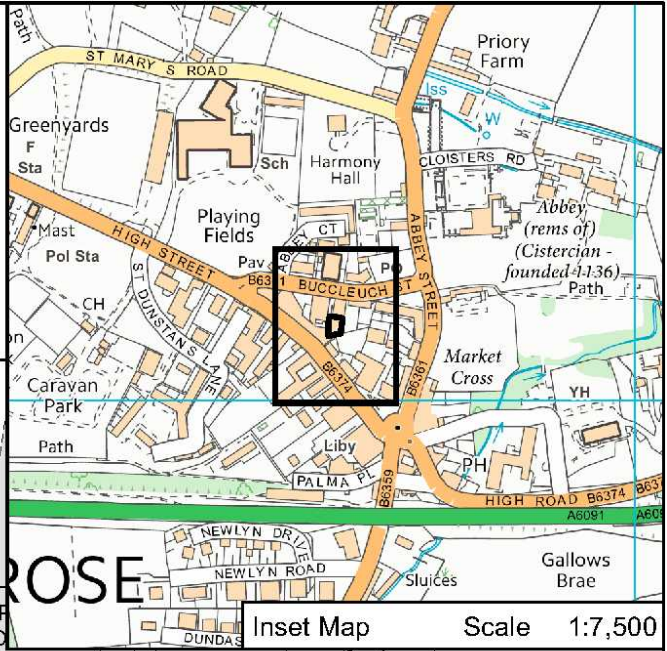 Path
ST MARY S ROAD
Priory
Farm
Iss
W
Greenyards
F
Sta
Sch
Harmony
Hall
CLOISTERS RD
Mast
Pol Sta
Playing
Fields
CT
Abbey
(rems of)
(Cistercian -
founded 1136)
Path
HIGH STREET
Pav
PO
BUCCLEUCH ST
ABBEY STREET
CH
ST DUNSTANS LANE
B6374
B6361
Market
Cross
YH
Caravan
Park
Path
Liby
PALMA PL
B6359
PH
HIGH ROAD
B6374
A6091
NEWLYN DRIVE
NEWLYN ROAD
Sluices
Gallows
Brae
ROSE
DUNDAS
Inset Map Scale 1:7,500